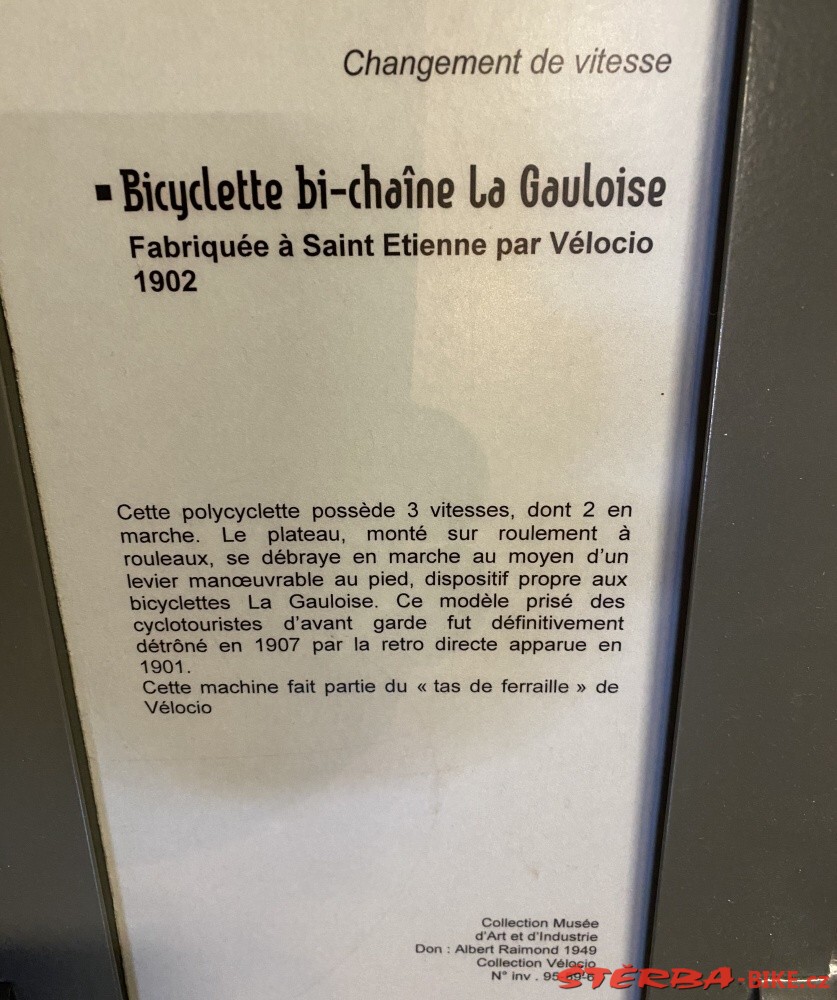 Changement de vitesse
▪ Bicyclette bi-chaîne La Gauloise
Fabriquée à Saint Etienne par Vélocio
1902
Cette polycyclette possède 3 vitesses, dont 2 en
marche. Le plateau, monté sur roulement à
rouleaux, se débraye en marche au moyen d'un
levier manœuvrable au pied, dispositif propre aux
bicyclettes La Gauloise. Ce modèle prisé des
cyclotouristes d'avant garde fut définitivement
détrôné en 1907 par la retro directe apparue en
1901.
Cette machine fait partie du « tas de ferraille » de
Vélocio
Collection Musée
d'Art et d'Industrie
Don : Albert Raimond 1949
Collection Vélocio
N° inv .
ŠTĚRBA-BIKE.cz